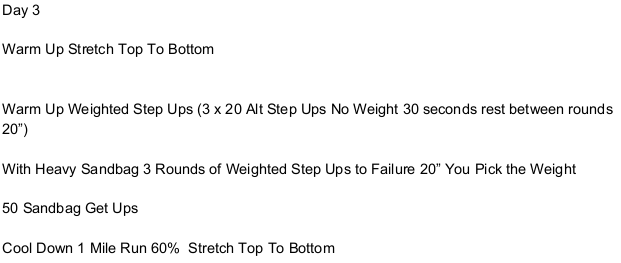 Day 3
Warm Up Stretch Top To Bottom
Warm Up Weighted Step Ups (3 x 20 Alt Step Ups No Weight 30 seconds rest between rounds
20”)
With Heavy Sandbag 3 Rounds of Weighted Step Ups to Failure 20” You Pick the Weight
50 Sandbag Get Ups
Cool Down 1 Mile Run 60%  Stretch Top To Bottom